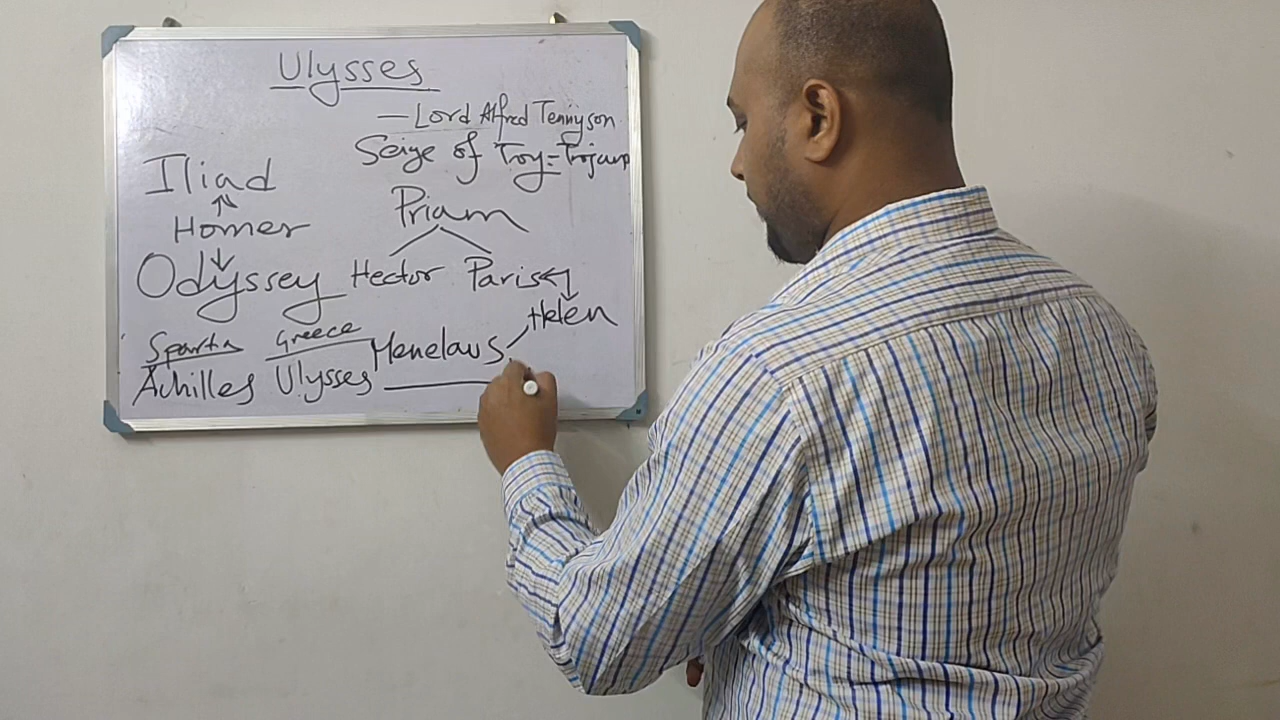 Ulysses
— Lord Alfred Tennyson
Seige of Troy = Trojans
Iliad
Priam
Homer
Odyssey Hector Paris
Helen
Sparta Greece Menelaus
Achilles Ulysses